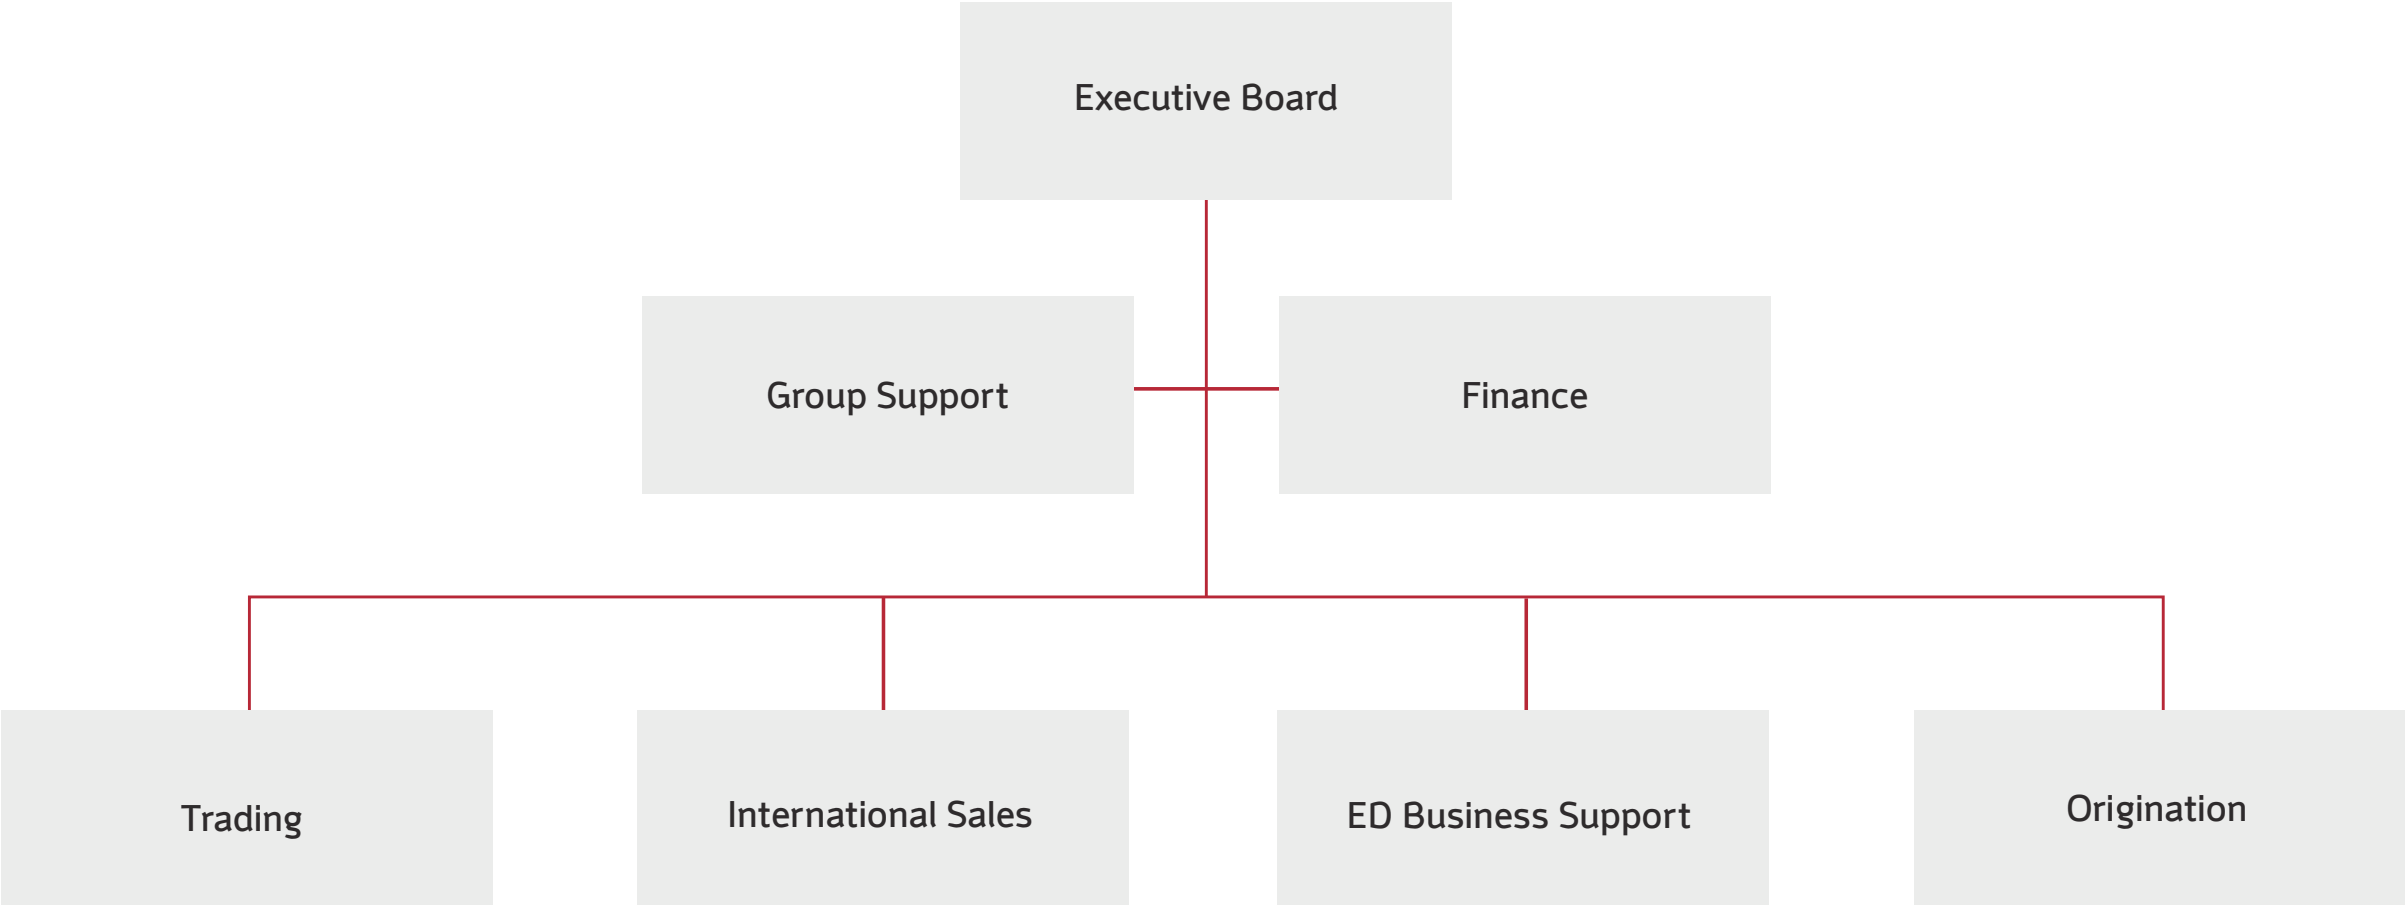 Executive Board
Group Support
Finance
Trading
International Sales
ED Business Support
Origination